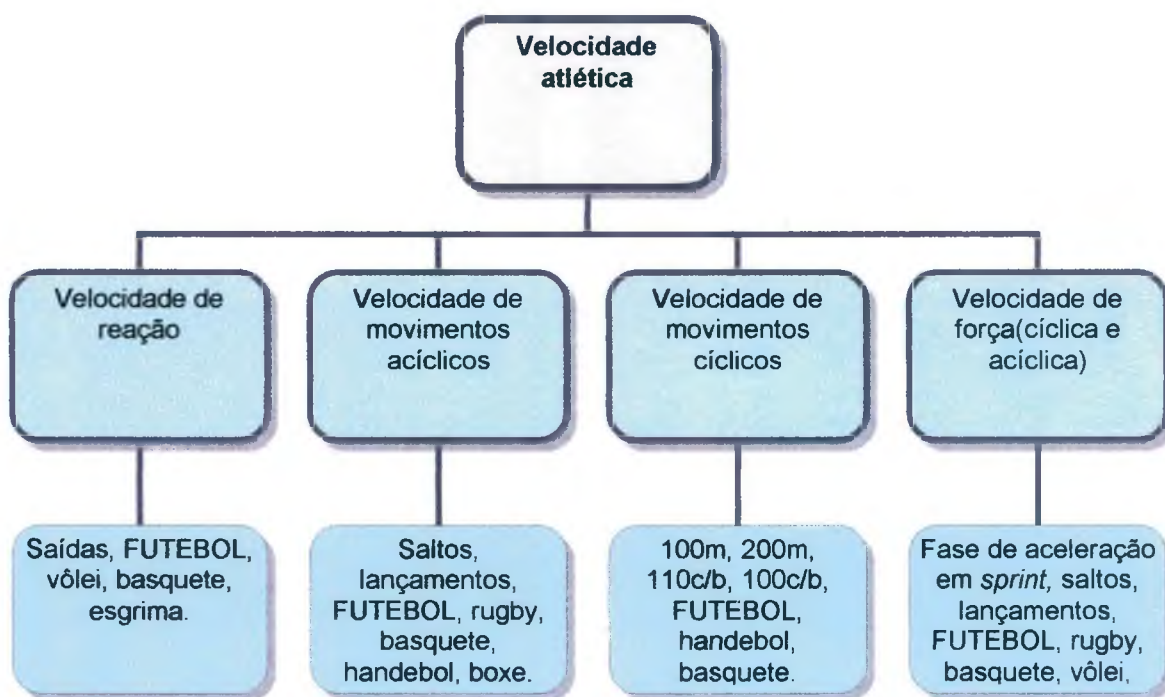 Velocidade
atlética
Velocidade de
reação
Velocidade de
movimentos
acíclicos
Velocidade de
movimentos
cíclicos
Velocidade de
força(cíclica e
acíclica)
Saídas, FUTEBOL,
vôlei, basquete,
esgrima.
Saltos,
lançamentos,
FUTEBOL, rugby,
basquete,
handebol, boxe.
100m, 200m,
110c/b, 100c/b,
FUTEBOL,
handebol,
basquete.
Fase de aceleração
em sprint, saltos,
lançamentos,
FUTEBOL, rugby,
basquete, vôlei,